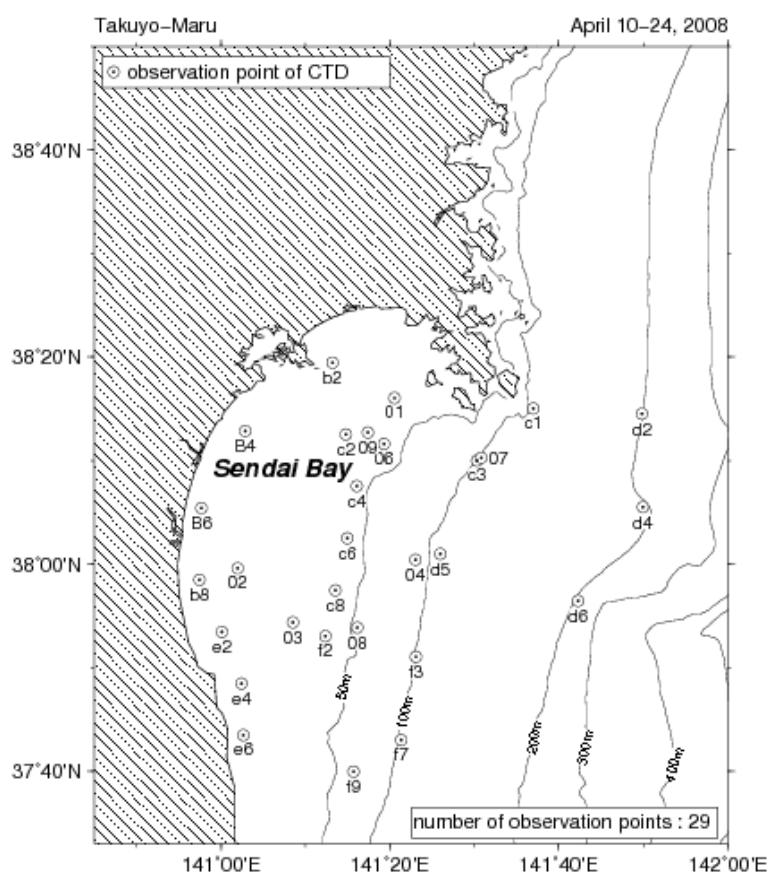 Takuyo-Maru April 10-24, 2008
observation point of CTD
38°40'N
38°20'N
b2
01
c1
d2
B4
c2
09
06
Sendai Bay
c3
07
c4
B6
d4
c6
38°00'N
02
04
d5
b8
c8
d6
03
f2
08
e2
f3
e4
50m
100m
e6
f7
200m
300m
400m
37°40'N
f9
number of observation points : 29
141°00'E 141°20'E 141°40'E 142°00'E